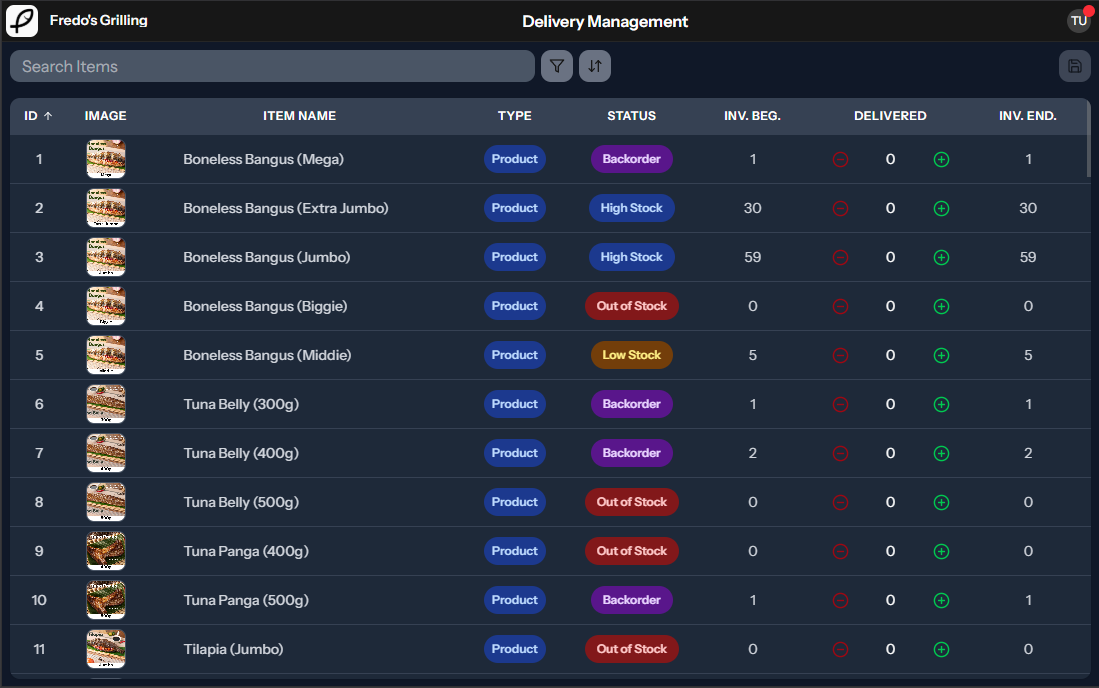 Fredo's Grilling
Delivery Management
TU
Search Items
ID ↑ IMAGE ITEM NAME TYPE STATUS INV. BEG. DELIVERED INV. END.
1 Boneless Bangus (Mega) Product Backorder 1 0 1
2 Boneless Bangus (Extra Jumbo) Product High Stock 30 0 30
3 Boneless Bangus (Jumbo) Product High Stock 59 0 59
4 Boneless Bangus (Biggie) Product Out of Stock 0 0 0
5 Boneless Bangus (Middie) Product Low Stock 5 0 5
6 Tuna Belly (300g) Product Backorder 1 0 1
7 Tuna Belly (400g) Product Backorder 2 0 2
8 Tuna Belly (500g) Product Out of Stock 0 0 0
9 Tuna Panga (400g) Product Out of Stock 0 0 0
10 Tuna Panga (500g) Product Backorder 1 0 1
11 Tilapia (Jumbo) Product Out of Stock 0 0 0